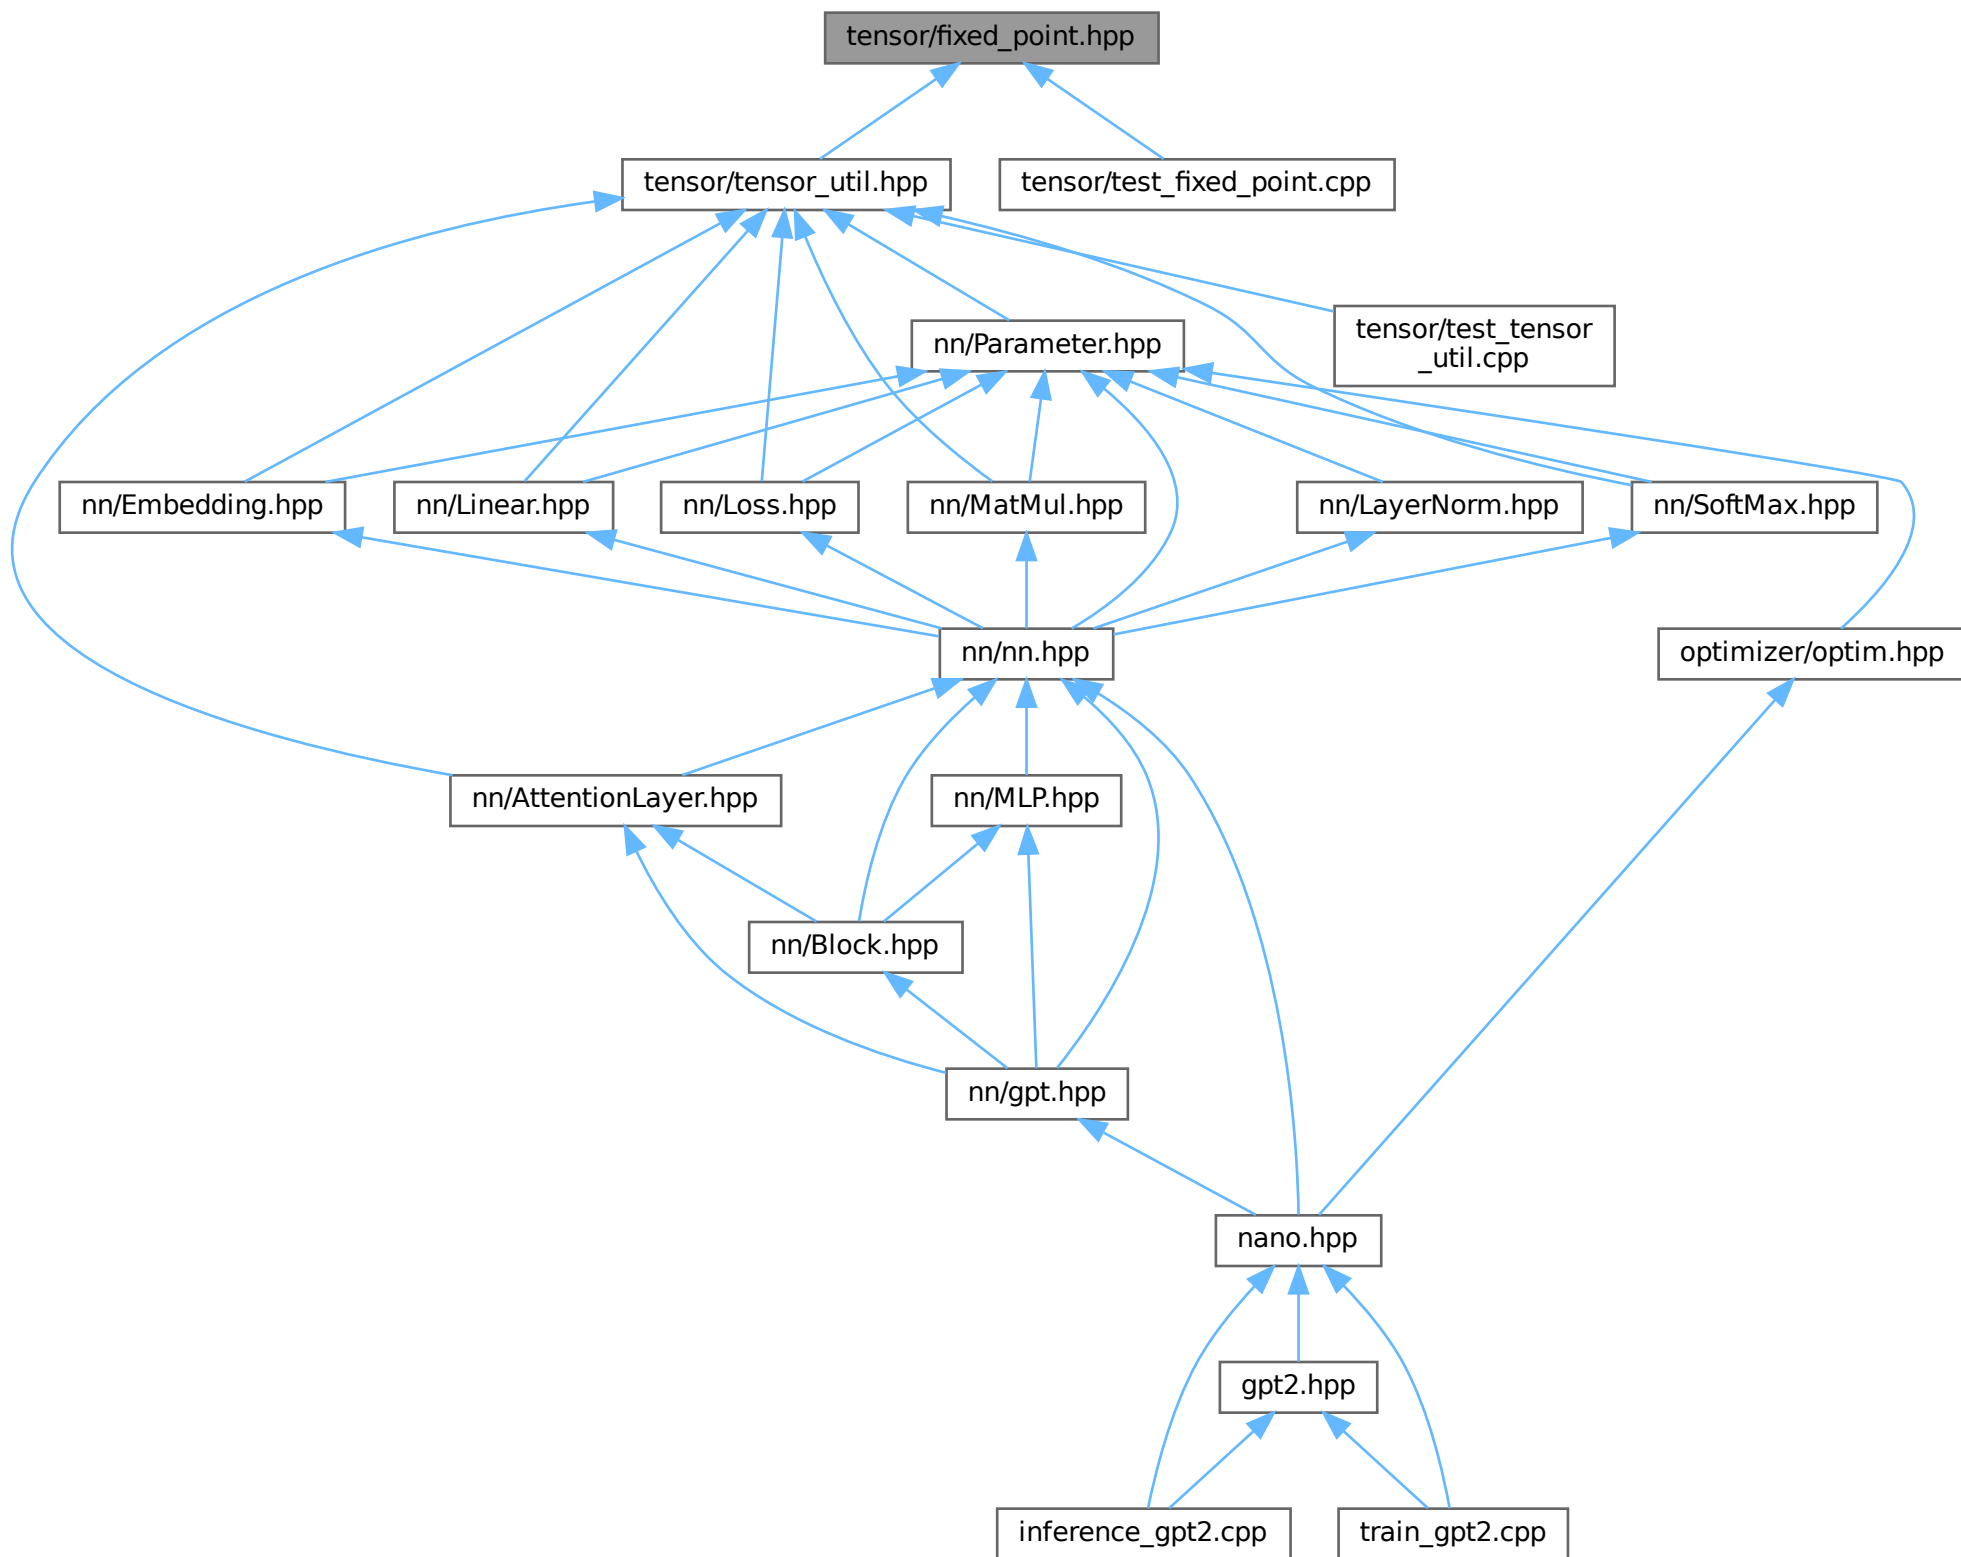 tensor/fixed_point.hpp
tensor/tensor_util.hpp
tensor/test_fixed_point.cpp
nn/Parameter.hpp
tensor/test_tensor
_util.cpp
nn/Embedding.hpp
nn/Linear.hpp
nn/Loss.hpp
nn/MatMul.hpp
nn/LayerNorm.hpp
nn/SoftMax.hpp
nn/nn.hpp
optimizer/optim.hpp
nn/AttentionLayer.hpp
nn/MLP.hpp
nn/Block.hpp
nn/gpt.hpp
nano.hpp
gpt2.hpp
inference_gpt2.cpp
train_gpt2.cpp